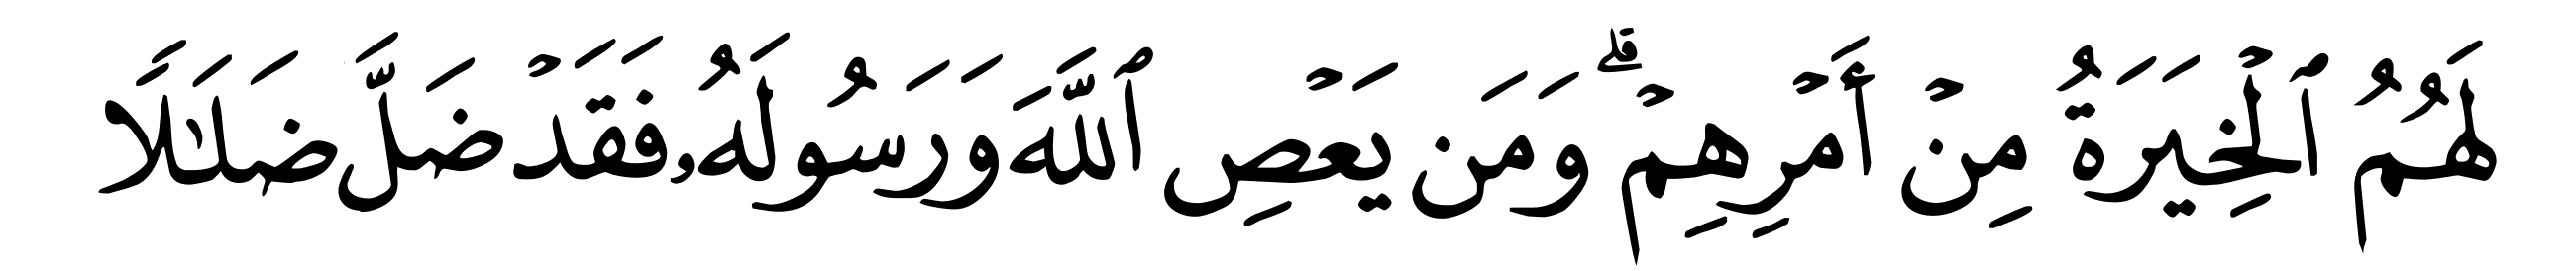 لَهُمُ ٱلْخِيَرَةُ مِنْ أَمْرِهِمْ ۗ وَمَن يَعْصِ ٱللَّهَ وَرَسُولَهُۥ فَقَدْ ضَلَّ ضَلَـٰلًا